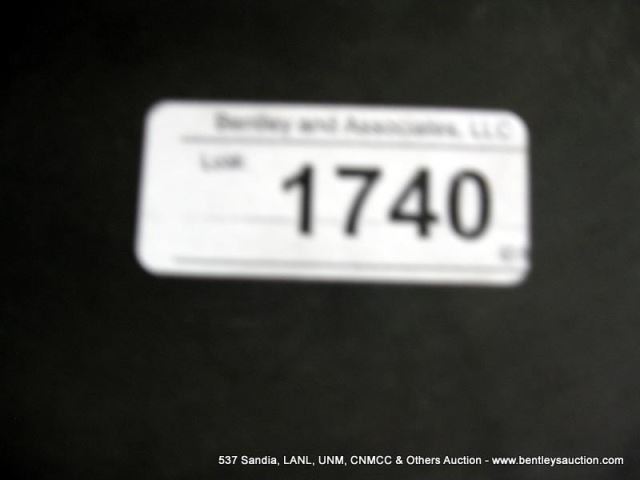 Bentley and Associates, LLC
Lot#:
1740
537 Sandia, LANL, UNM, CNMCC & Others Auction - www.bentleysauction.com